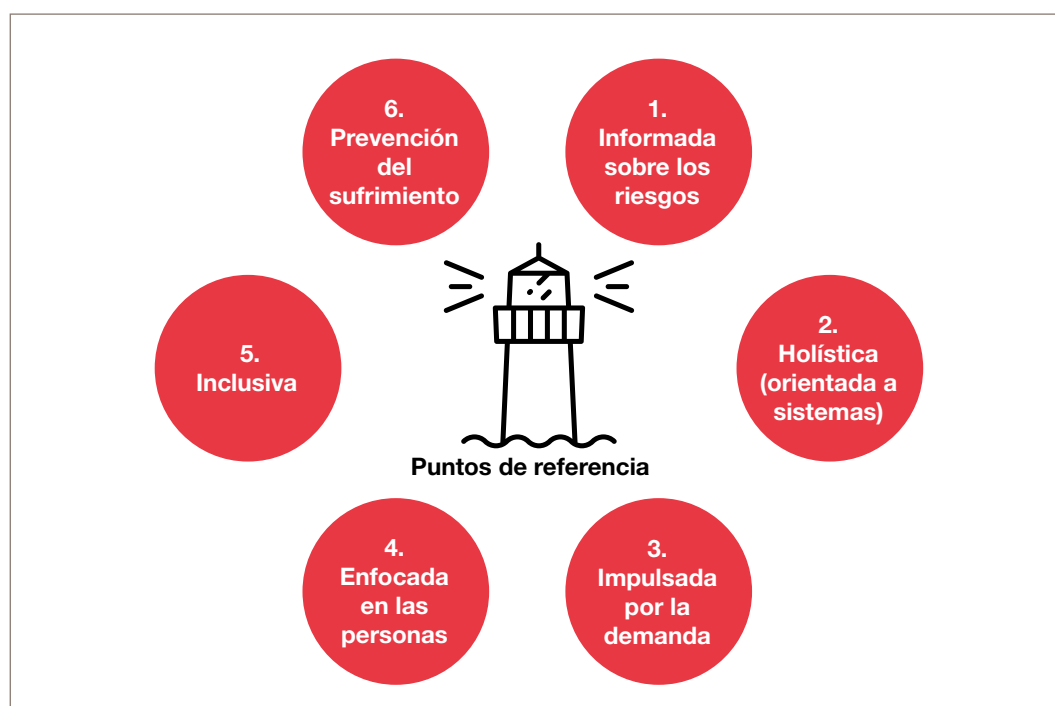 1.
Informada
sobre los
riesgos
2.
Holística
(orientada a
sistemas)
3.
Impulsada
por la
demanda
4.
Enfocada
en las
personas
5.
Inclusiva
6.
Prevención
del
sufrimiento
Puntos de referencia